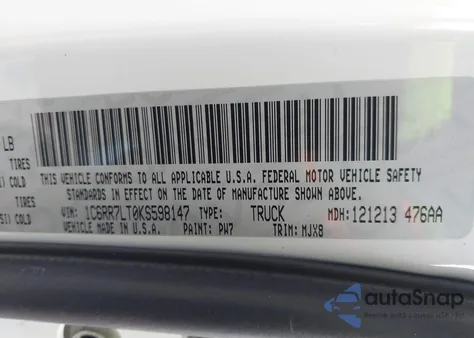 LB
TIRES
SI COLD
TIRES
SI COLD
THIS VEHICLE CONFORMS TO ALL APPLICABLE U.S.A. FEDERAL MOTOR VEHICLE SAFETY
STANDARDS IN EFFECT ON THE DATE OF MANUFACTURE SHOWN ABOVE.
VIN: 1C6RR7LT0KS598147 TYPE: TRUCK MDH: 121213 476AA
VEHICLE MADE IN U.S.A. PAINT: PW7 TRIM: MJX8
autoSnap